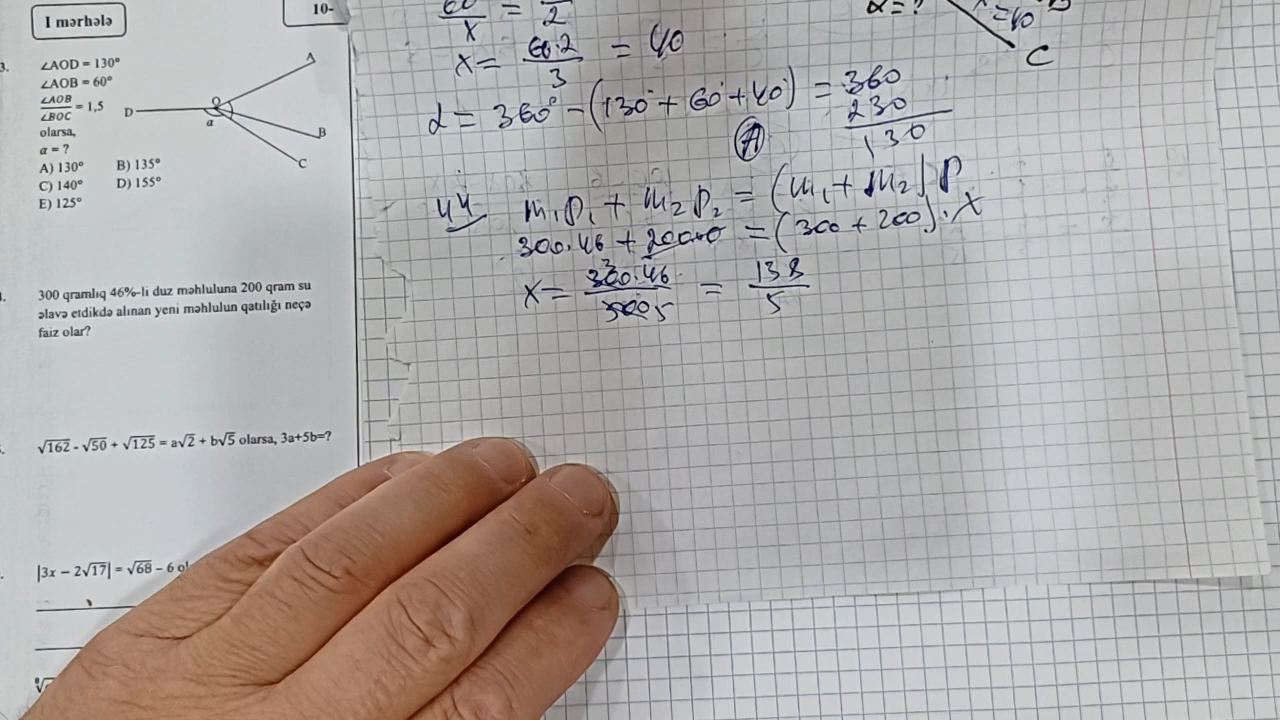 I mərhələ
10-
3.
∠AOD = 130°
∠AOB = 60°
∠AOB / ∠BOC = 1,5
olarsa,
α = ?
A) 130° B) 135°
C) 140° D) 155°
E) 125°
A
D
O
α
B
C
300 qramlıq 46%-li duz məhluluna 200 qram su
əlavə etdikdə alınan yeni məhlulun qatılığı neçə
faiz olar?
√162 - √50 + √125 = a√2 + b√5 olarsa, 3a+5b=?
|3x − 2√17| = √68 − 6
60/x = /2
x = 60·2/3 = 40
α = ?
x = 40
C
α = 360° − (130° + 60° + 40°) = 360
230
130
A
44 m₁p₁ + m₂p₂ = (m₁ + m₂) p
300·46 + 200·0 = (300 + 200)·x
x = 300·46/500 = 138/5